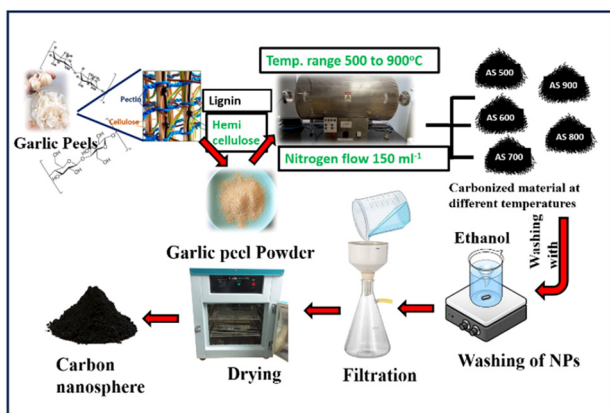 Temp. range 500 to 900°C
Pectin
Cellulose
Lignin
Hemi
cellulose
Garlic Peels
Nitrogen flow 150 ml⁻¹
AS 500
AS 900
AS 600
AS 800
AS 700
Carbonized material at
different temperatures
Garlic peel Powder
Washing
with
Ethanol
Washing of NPs
Filtration
Drying
Carbon
nanosphere